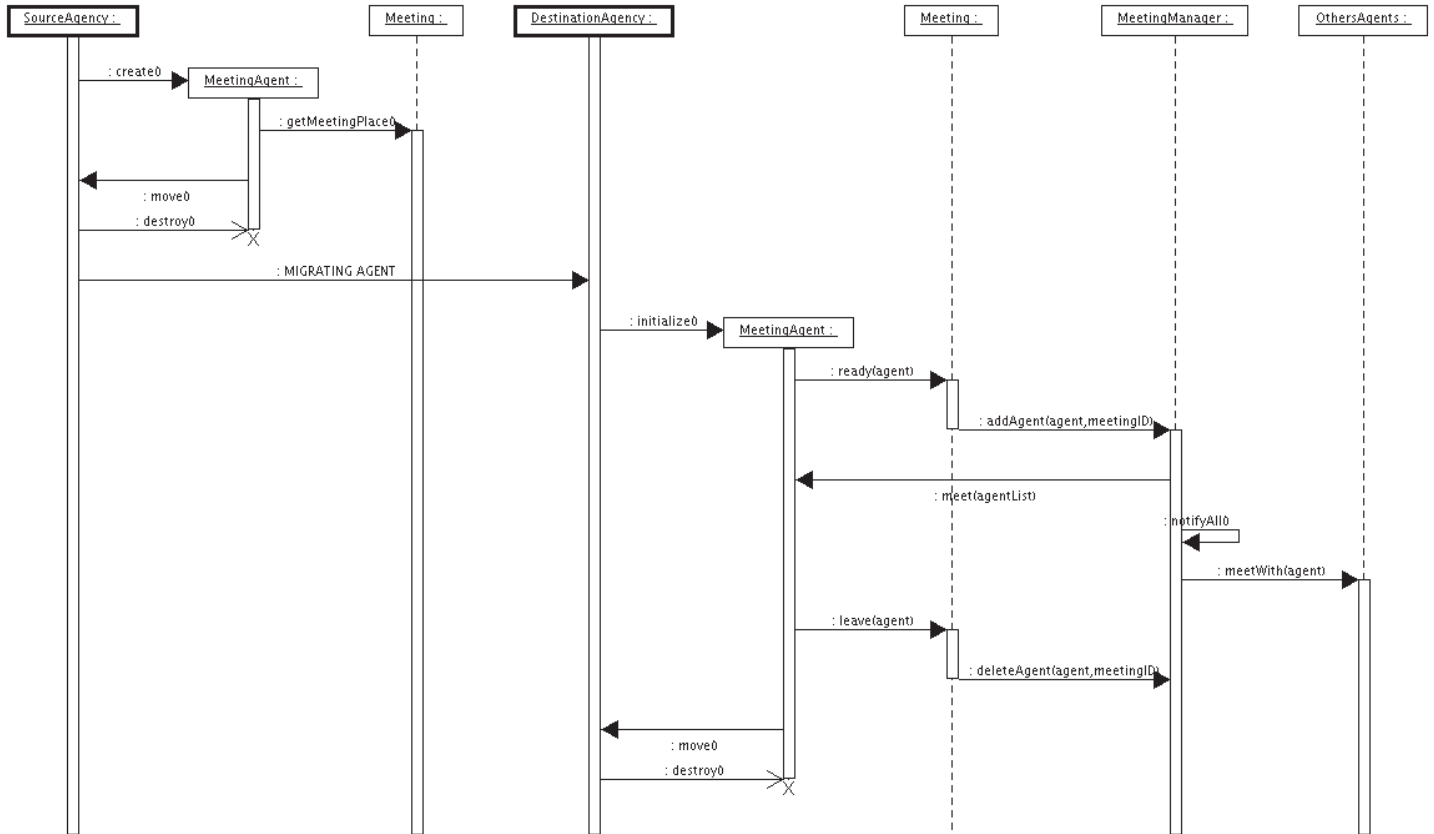 SourceAgency :
Meeting :
DestinationAgency :
Meeting :
MeetingManager :
OthersAgents :
: create()
MeetingAgent :
: getMeetingPlace()
: move()
: destroy()
X
: MIGRATING AGENT
: initialize()
MeetingAgent :
: ready(agent)
: addAgent(agent,meetingID)
: meet(agentList)
: notifyAll()
: meetWith(agent)
: leave(agent)
: deleteAgent(agent,meetingID)
: move()
: destroy()
X